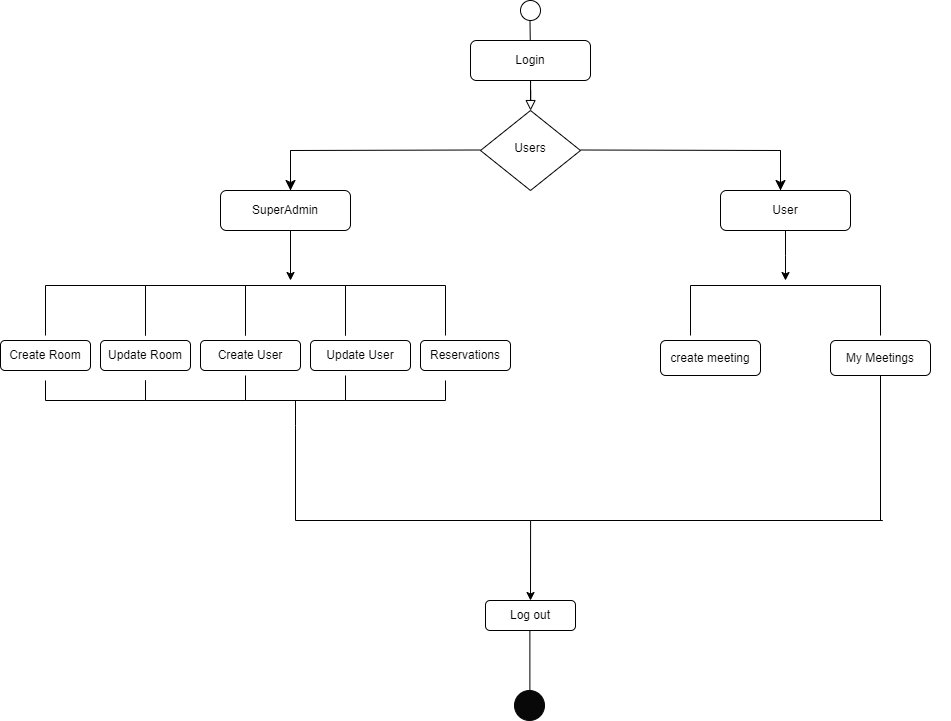 Login
Users
SuperAdmin
User
Create Room
Update Room
Create User
Update User
Reservations
create meeting
My Meetings
Log out